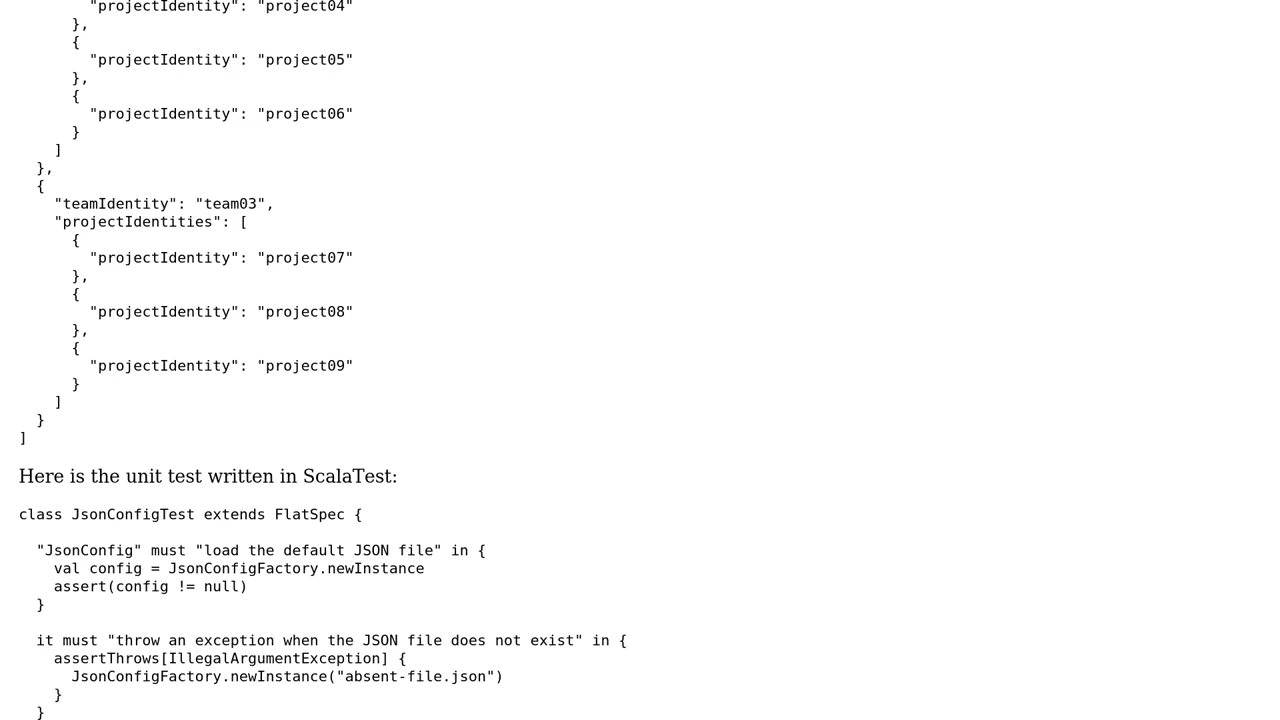 "projectIdentity": "project04"
      },
      {
        "projectIdentity": "project05"
      },
      {
        "projectIdentity": "project06"
      }
    ]
  },
  {
    "teamIdentity": "team03",
    "projectIdentities": [
      {
        "projectIdentity": "project07"
      },
      {
        "projectIdentity": "project08"
      },
      {
        "projectIdentity": "project09"
      }
    ]
  }
]
Here is the unit test written in ScalaTest:
class JsonConfigTest extends FlatSpec {
  "JsonConfig" must "load the default JSON file" in {
    val config = JsonConfigFactory.newInstance
    assert(config != null)
  }
  it must "throw an exception when the JSON file does not exist" in {
    assertThrows[IllegalArgumentException] {
      JsonConfigFactory.newInstance("absent-file.json")
    }
  }